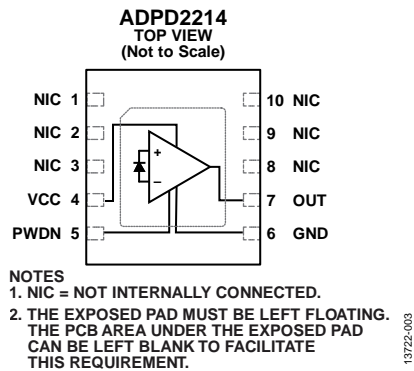 ADPD2214
TOP VIEW
(Not to Scale)
NIC 1
NIC 2
NIC 3
VCC 4
PWDN 5
10 NIC
9 NIC
8 NIC
7 OUT
6 GND
+
–
NOTES
1. NIC = NOT INTERNALLY CONNECTED.
2. THE EXPOSED PAD MUST BE LEFT FLOATING.
THE PCB AREA UNDER THE EXPOSED PAD
CAN BE LEFT BLANK TO FACILITATE
THIS REQUIREMENT.
13722-003